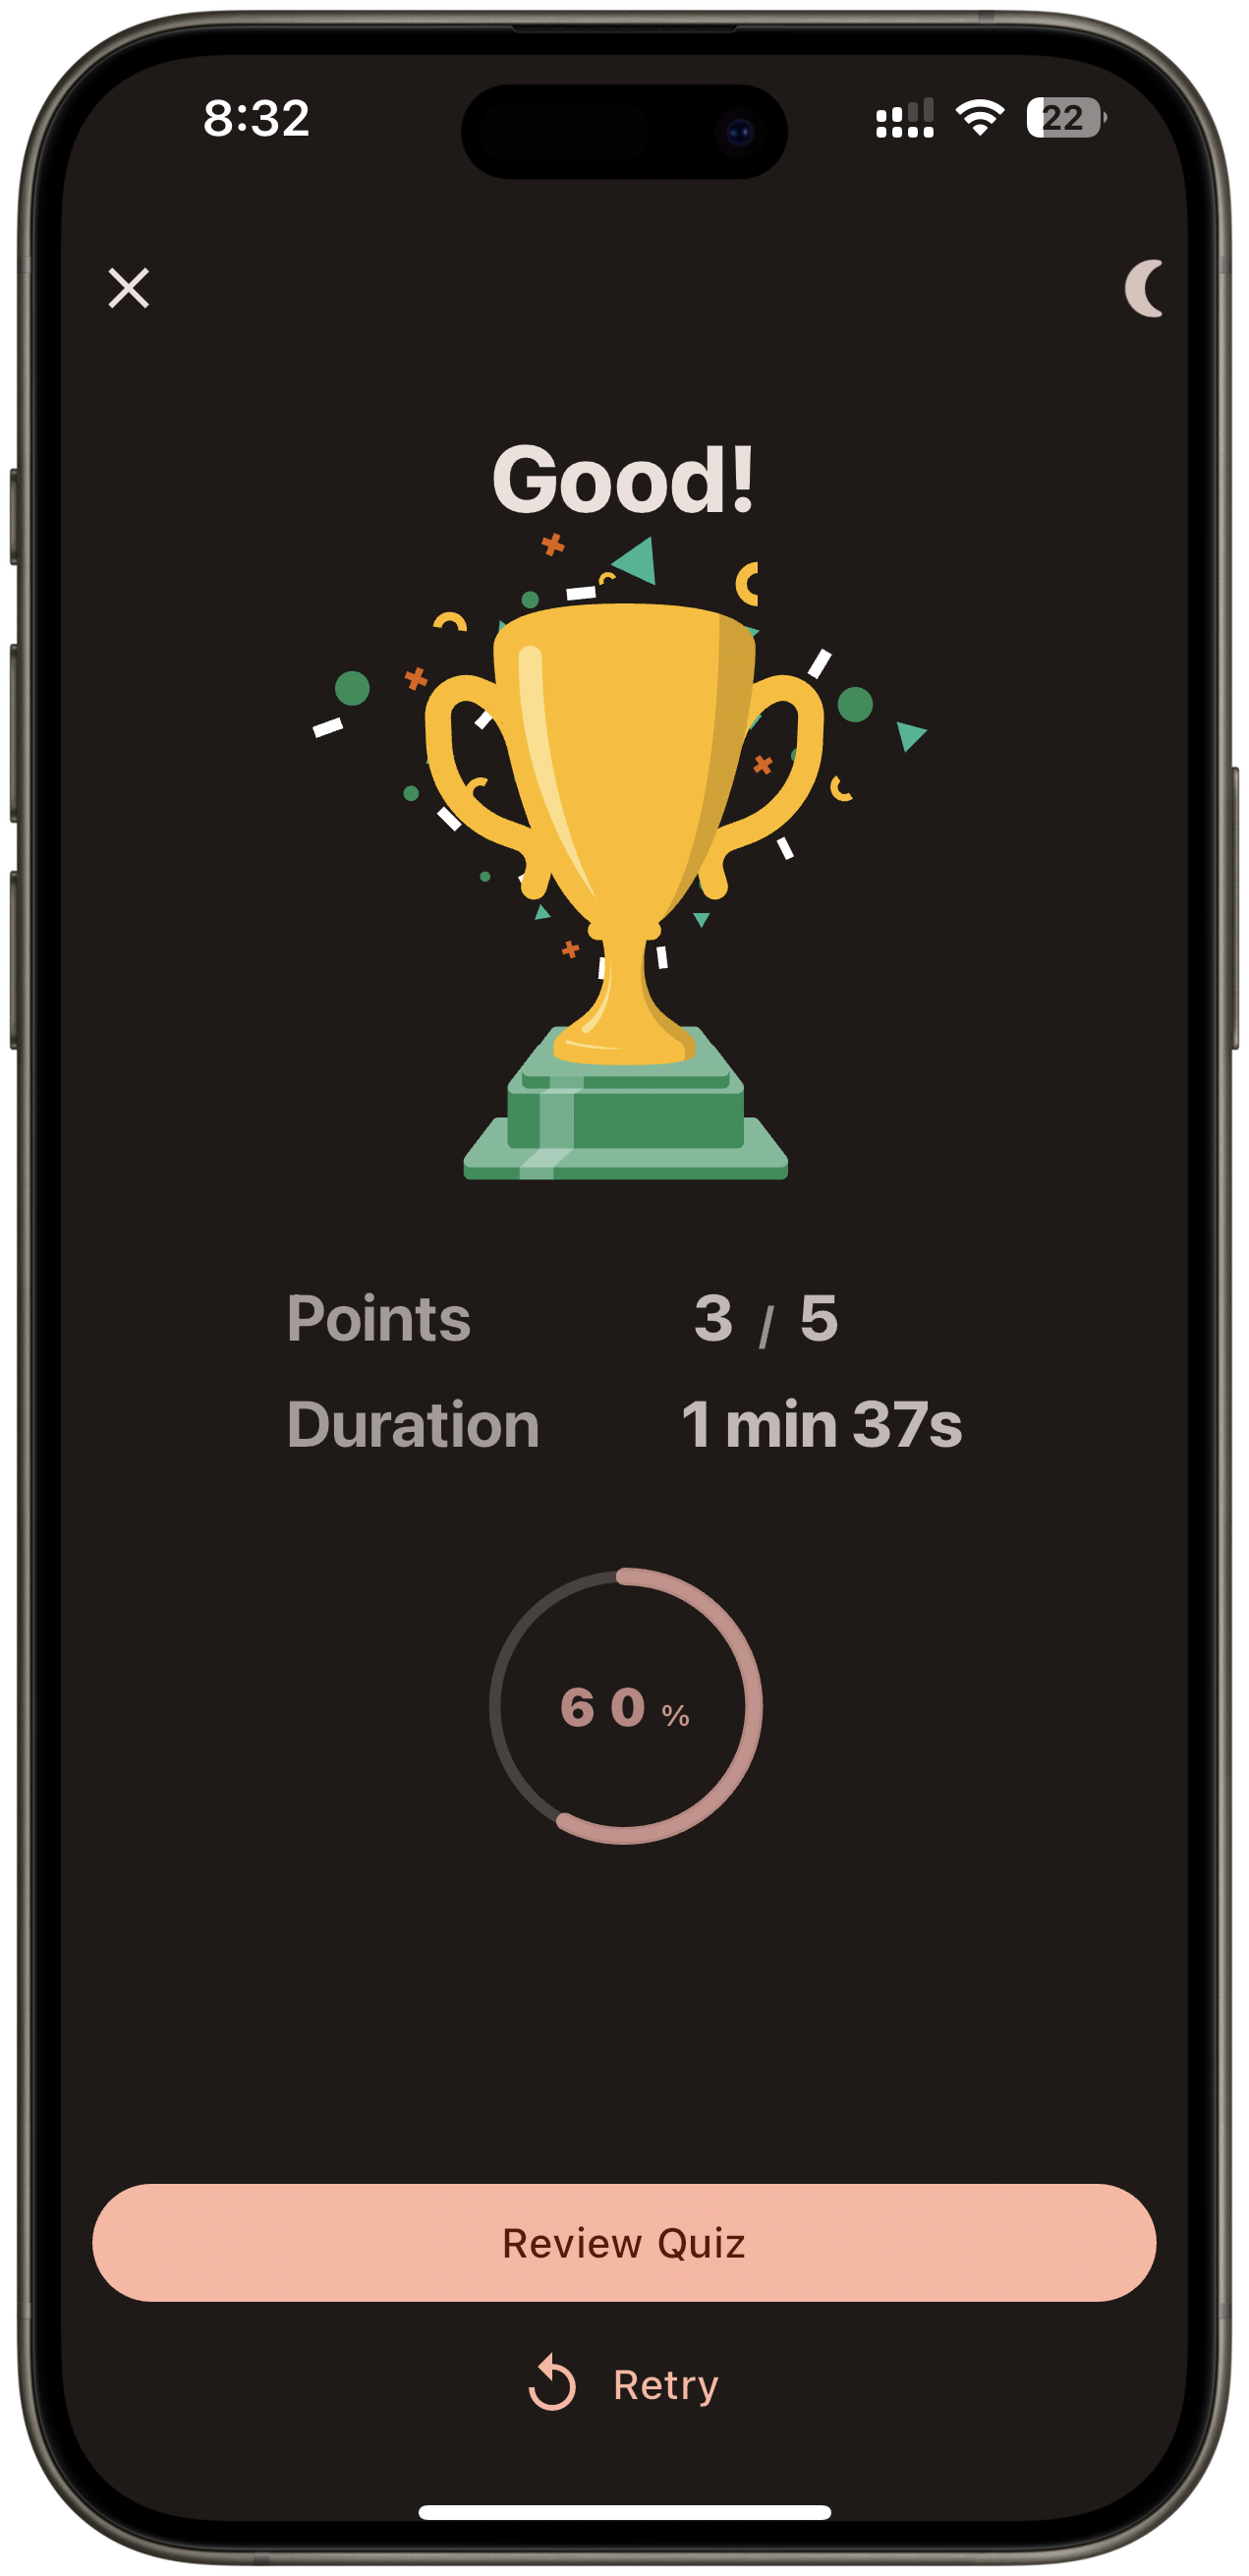 8:32 22
Good!
Points 3 / 5
Duration 1 min 37s
60 %
Review Quiz
Retry